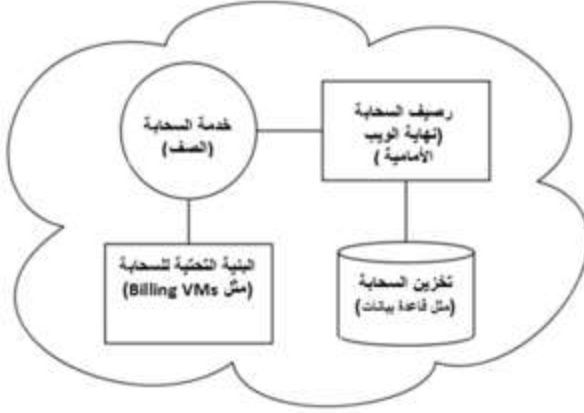 رصيف السحابة
(نهاية الويب
الأمامية )
خدمة السحابة
(الصف)
تخزين السحابة
(مثل قاعدة بيانات)
البنية التحتية للسحابة
(مثل Billing VMs)